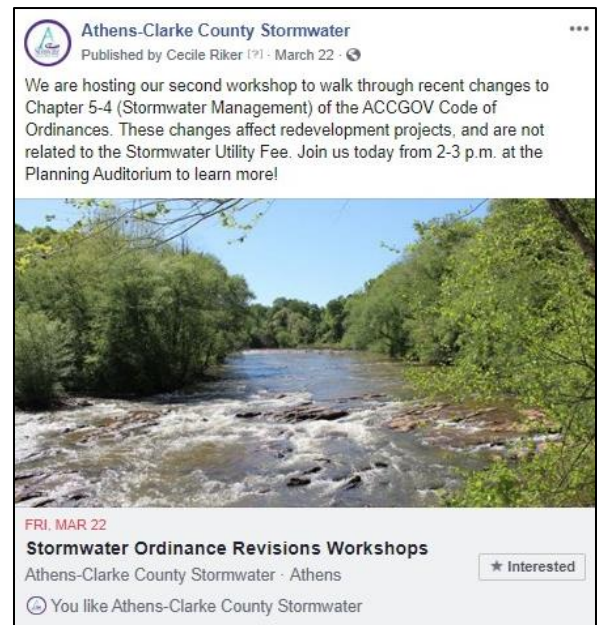 Athens-Clarke County Stormwater
Published by Cecile Riker [?] · March 22 ·
We are hosting our second workshop to walk through recent changes to
Chapter 5-4 (Stormwater Management) of the ACCGOV Code of
Ordinances. These changes affect redevelopment projects, and are not
related to the Stormwater Utility Fee. Join us today from 2-3 p.m. at the
Planning Auditorium to learn more!
FRI, MAR 22
Stormwater Ordinance Revisions Workshops
Athens-Clarke County Stormwater · Athens
★ Interested
You like Athens-Clarke County Stormwater